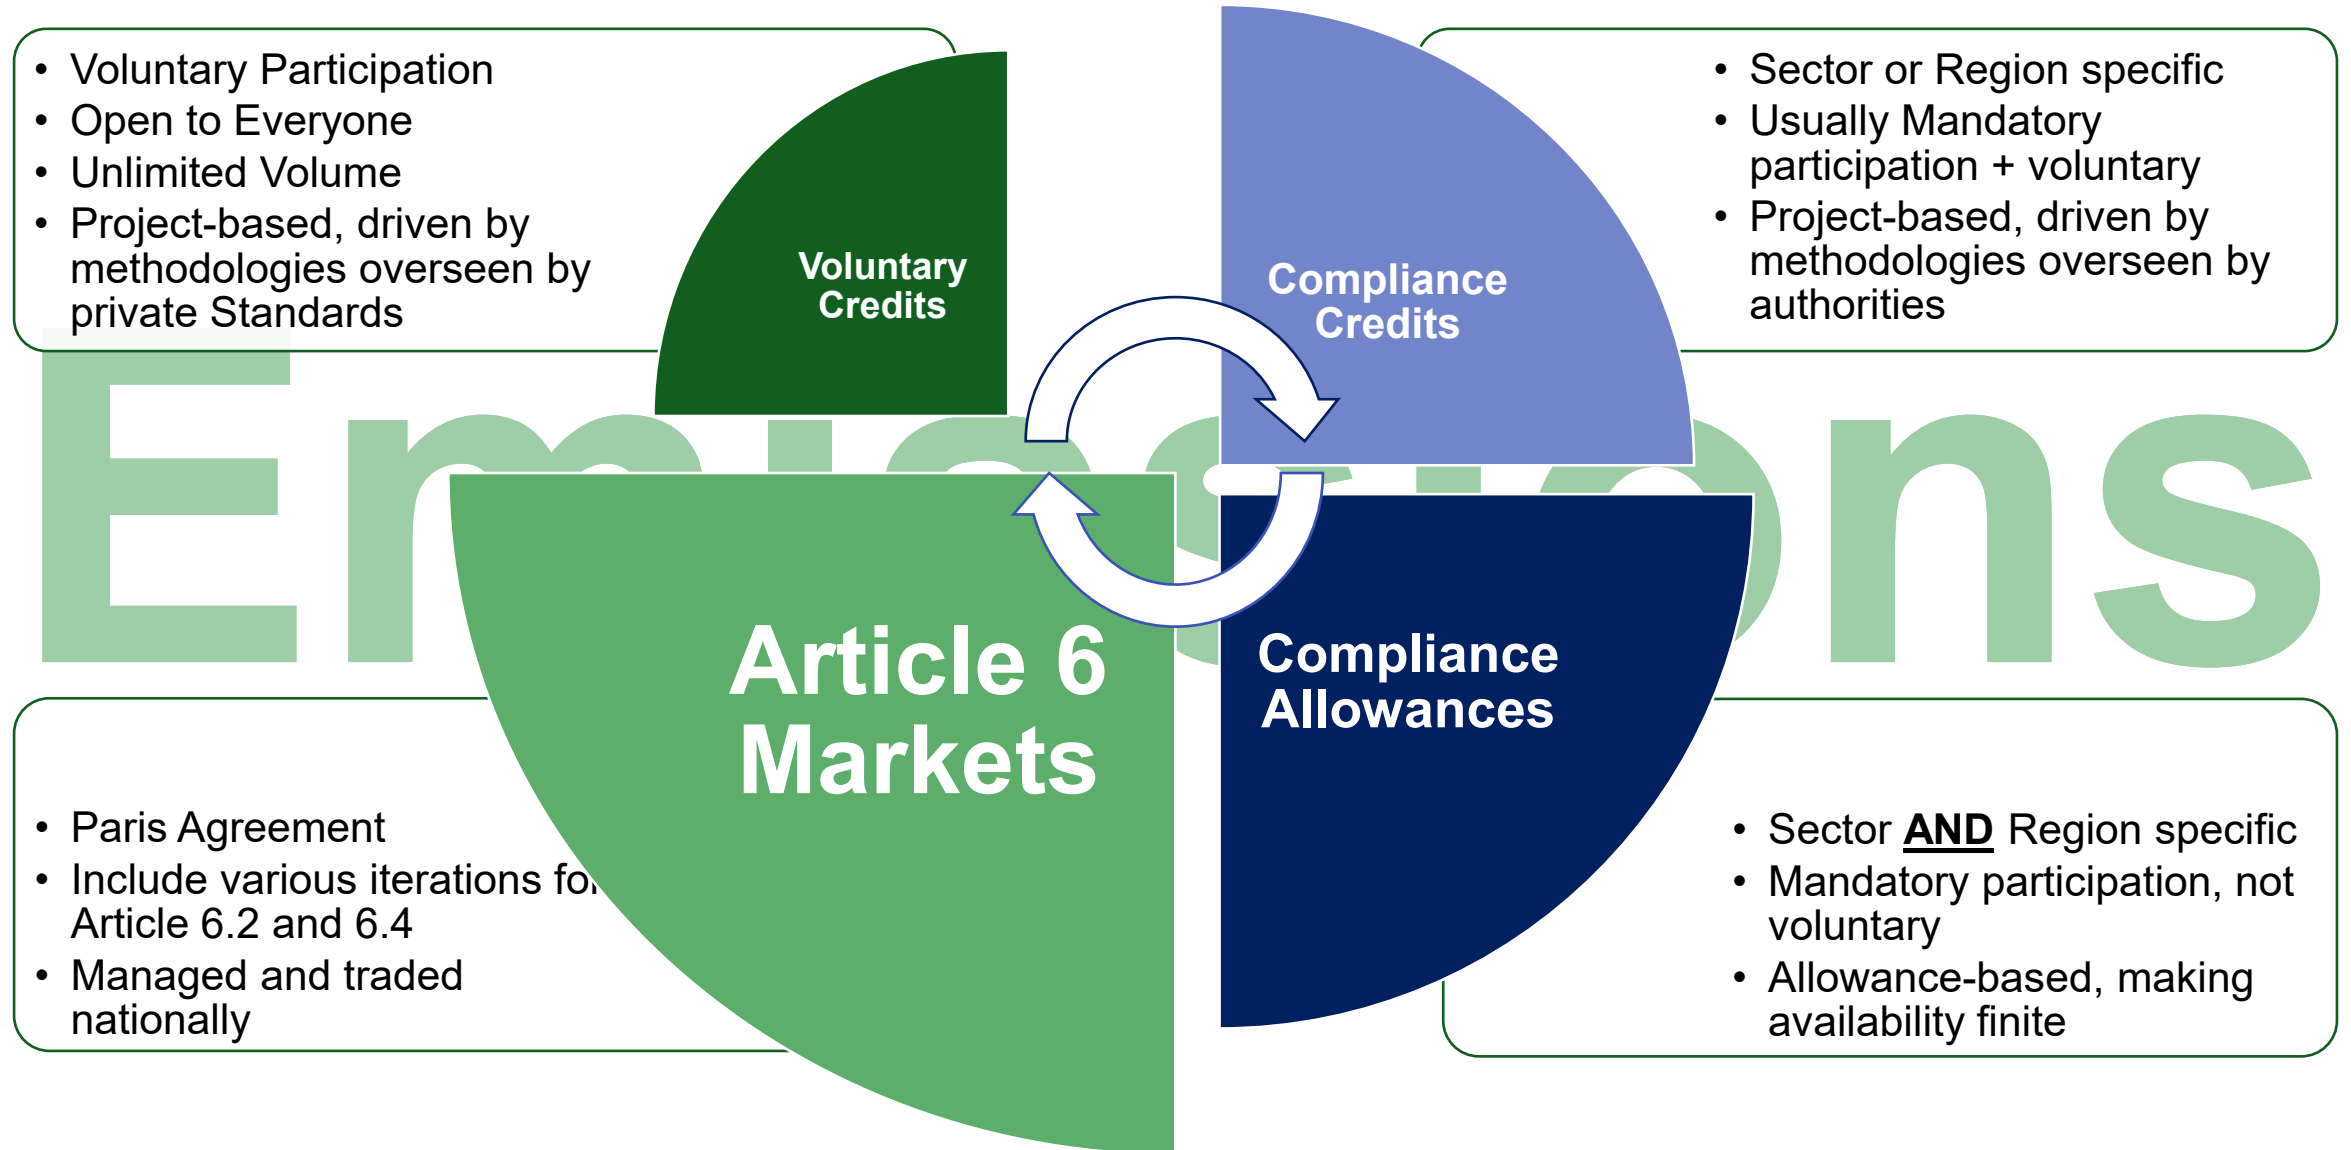 • Voluntary Participation
• Open to Everyone
• Unlimited Volume
• Project-based, driven by
methodologies overseen by
private Standards
Voluntary
Credits
Compliance
Credits
• Sector or Region specific
• Usually Mandatory
participation + voluntary
• Project-based, driven by
methodologies overseen by
authorities
Emissions
Article 6
Markets
Compliance
Allowances
• Paris Agreement
• Include various iterations for
Article 6.2 and 6.4
• Managed and traded
nationally
• Sector AND Region specific
• Mandatory participation, not
voluntary
• Allowance-based, making
availability finite